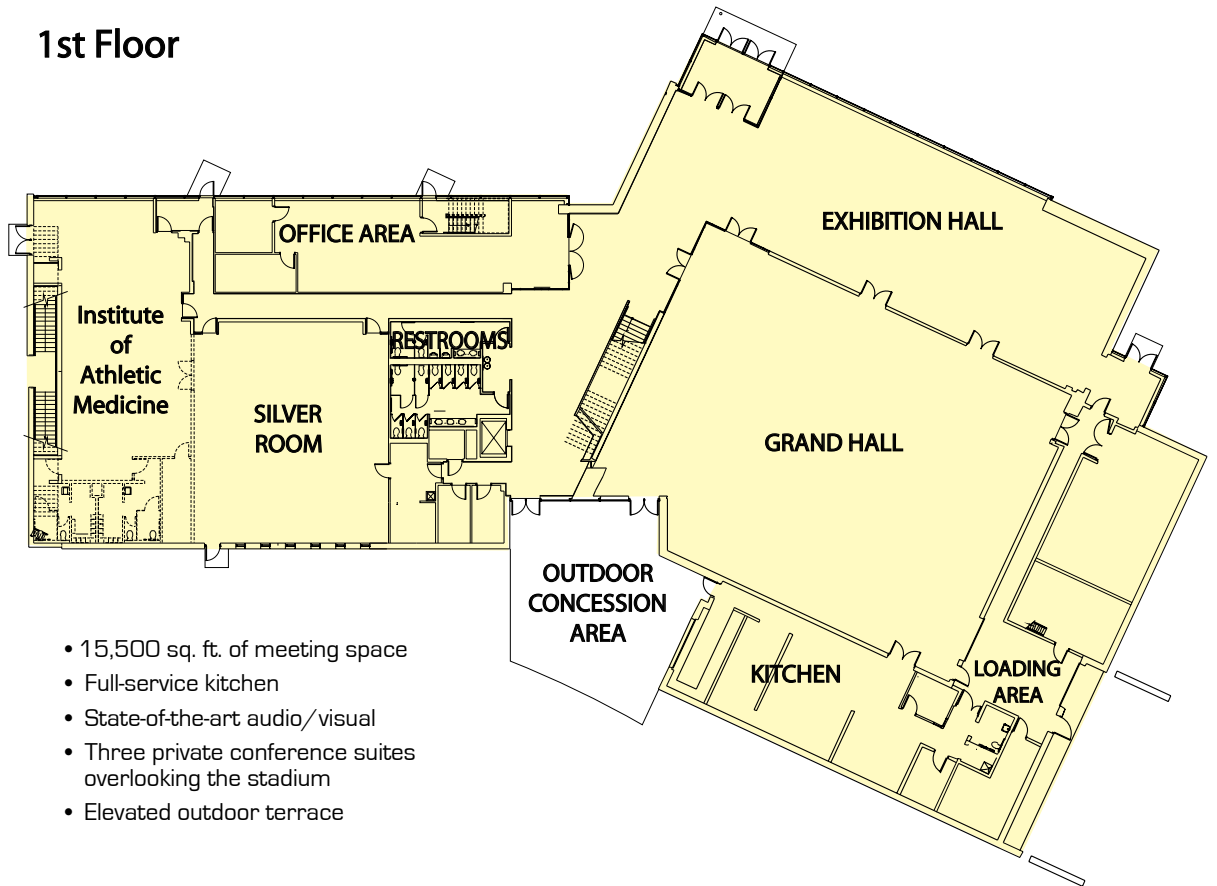 1st Floor
EXHIBITION HALL
OFFICE AREA
Institute
of
Athletic
Medicine
RESTROOMS
SILVER
ROOM
GRAND HALL
OUTDOOR
CONCESSION
AREA
KITCHEN
LOADING
AREA
• 15,500 sq. ft. of meeting space
• Full-service kitchen
• State-of-the-art audio/visual
• Three private conference suites
overlooking the stadium
• Elevated outdoor terrace